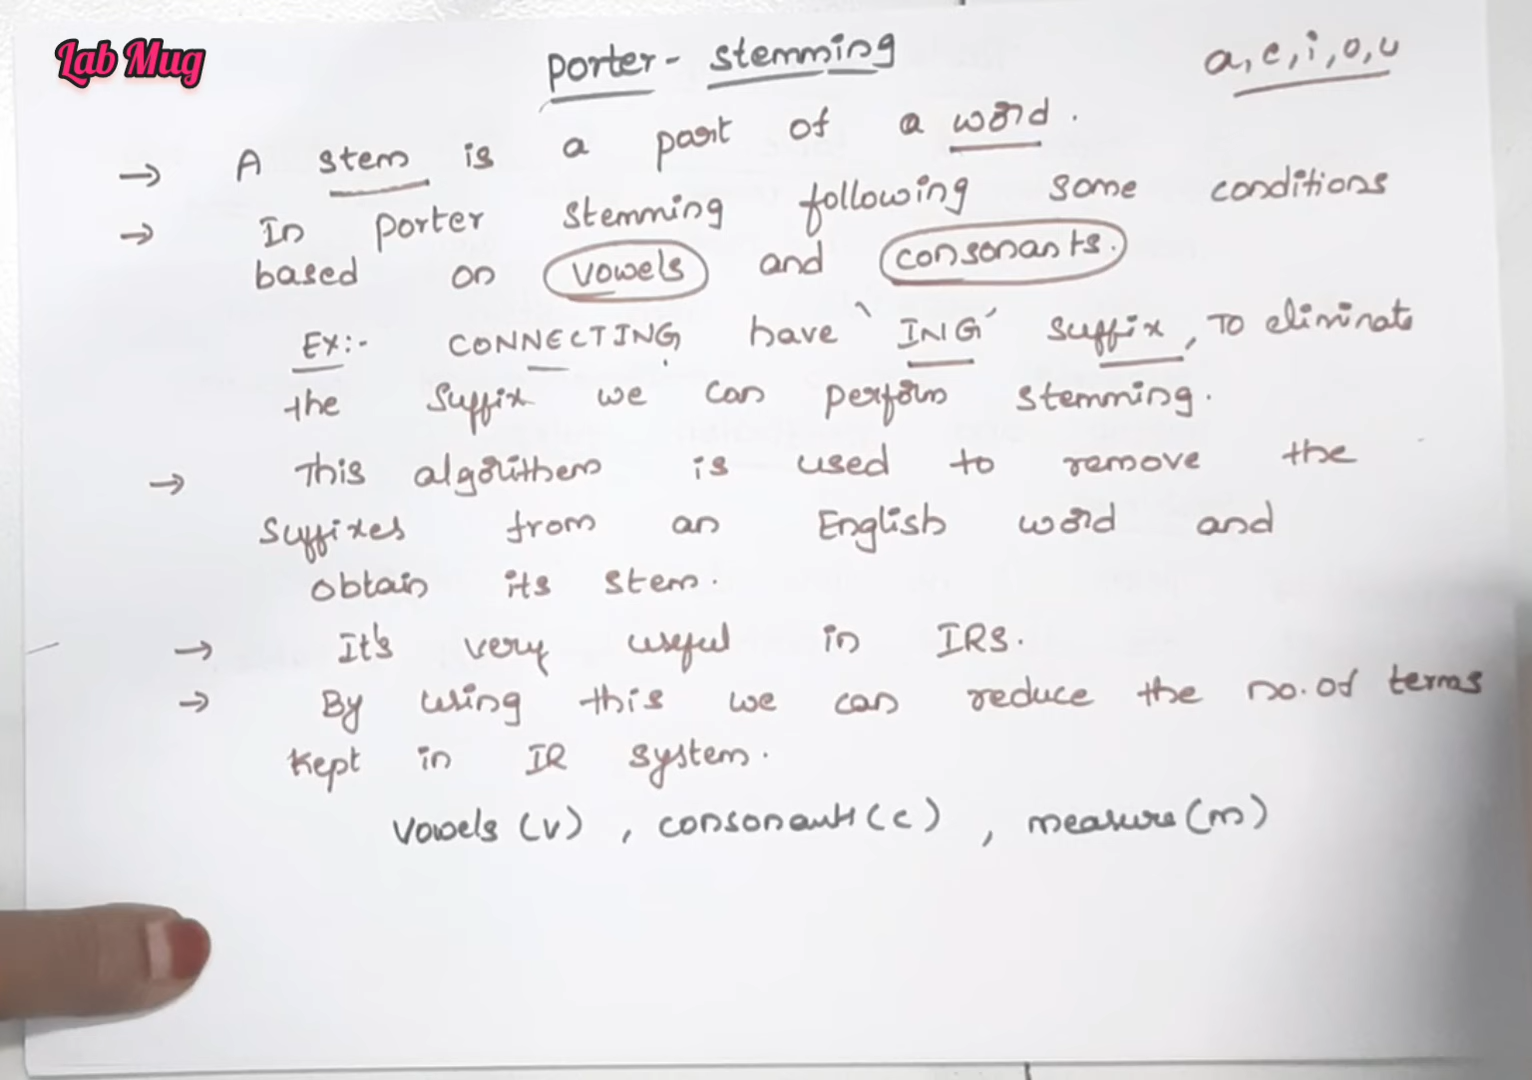 Lab Mug
Porter - stemming
a, e, i, o, u
→ A stem is a part of a word.
→ In Porter stemming following some conditions
based on vowels and consonants.
Ex:- CONNECTING have 'ING' suffix, To eliminate
the suffix we can perform stemming.
→ This algorithem is used to remove the
suffixes from an English word and
obtain its stem.
→ It's very useful in IRS.
→ By using this we can reduce the no. of terms
kept in IR system.
Vowels (v), consonants (c), measure (m)